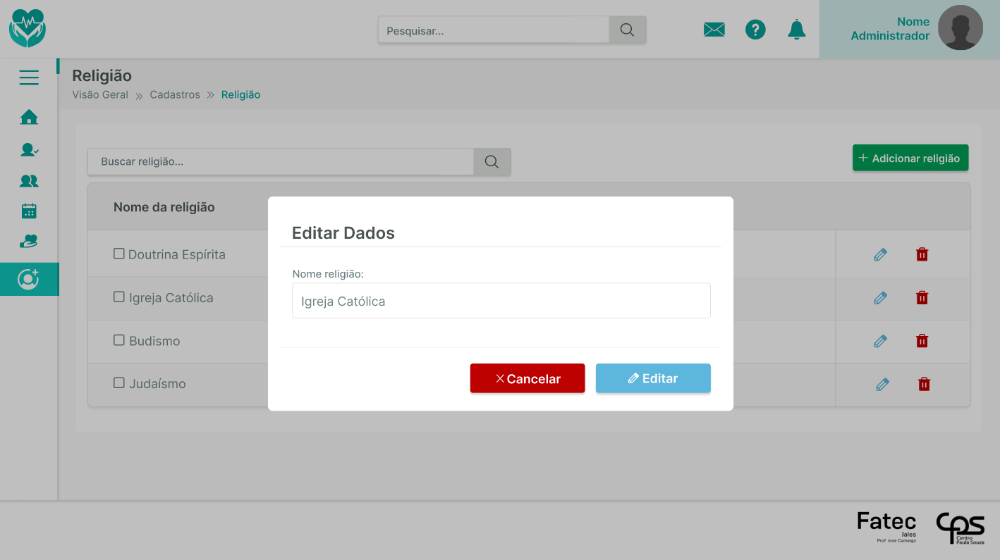 Pesquisar...
Nome
Administrador
Religião
Visão Geral >> Cadastros >> Religião
Buscar religião...
+ Adicionar religião
Nome da religião
Doutrina Espírita
Igreja Católica
Budismo
Judaísmo
Editar Dados
Nome religião:
Igreja Católica
Cancelar
Editar
Fatec
Jales
Prof. José Camargo
cps
Centro
Paula Souza